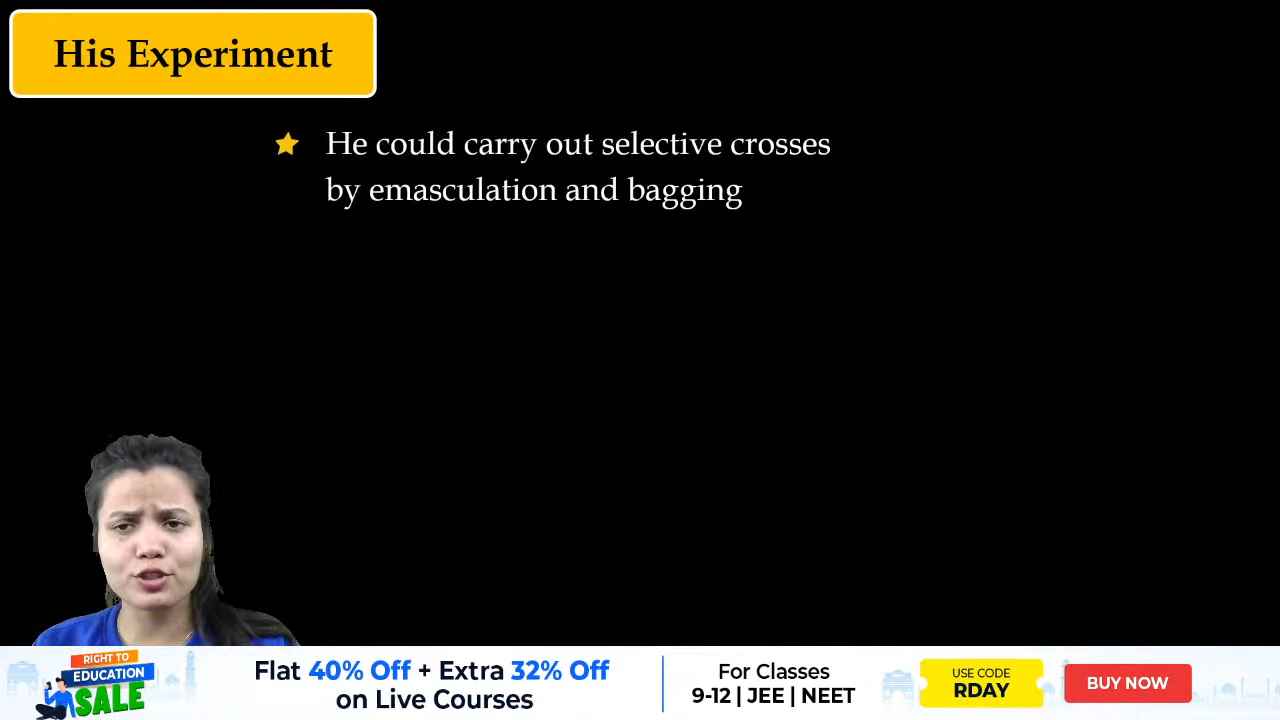 His Experiment
He could carry out selective crosses
by emasculation and bagging
RIGHT TO
EDUCATION
SALE
Flat 40% Off + Extra 32% Off
on Live Courses
For Classes
9-12 | JEE | NEET
USE CODE
RDAY
BUY NOW